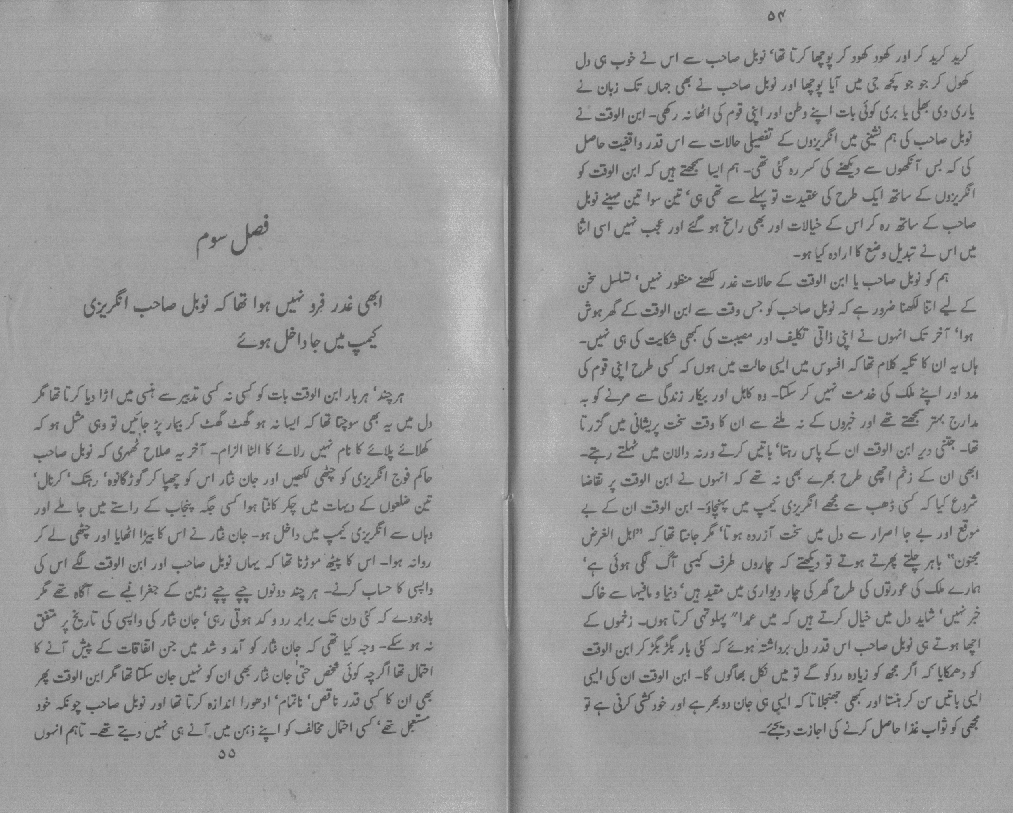 ۵۴
کرید کرید کر اور کھود کھود کر پوچھا کرتا تھا‘ نوبل صاحب سے اس نے خوب ہی دل
کھول کر جو جو کچھ جی میں آیا پوچھا اور نوبل صاحب نے بھی جہاں تک زبان نے
یاری دی بھلی یا بری کوئی بات اپنے وطن اور اپنی قوم کی اٹھا نہ رکھی۔ ابن الوقت نے
نوبل صاحب کی ہم نشینی میں انگریزوں کے تفصیلی حالات سے اس قدر واقفیت حاصل
کی کہ بس آنکھوں سے دیکھنے کی کسر رہ گئی تھی۔ ہم ایسا سمجھتے ہیں کہ ابن الوقت کو
انگریزوں کے ساتھ ایک طرح کی عقیدت تو پہلے سے تھی ہی‘ تین سوا تین مہینے نوبل
صاحب کے ساتھ رہ کر اس کے خیالات اور بھی راسخ ہو گئے اور عجب نہیں اسی اثنا
میں اس نے تبدیل وضع کا ارادہ کیا ہو۔
ہم کو نوبل صاحب یا ابن الوقت کے حالات غدر لکھنے منظور نہیں‘ تسلسل سخن
کے لیے اتنا لکھنا ضرور ہے کہ نوبل صاحب کو جس وقت سے ابن الوقت کے گھر ہوش
ہوا‘ آخر تک انہوں نے اپنی ذاتی تکلیف اور مصیبت کی کبھی شکایت کی ہی نہیں۔
ہاں یہ ان کا تکیہ کلام تھا کہ افسوس میں ایسی حالت میں ہوں کہ کسی طرح اپنی قوم کی
مدد اور اپنے ملک کی خدمت نہیں کر سکتا۔ وہ کاہل اور بیکار زندگی سے مرنے کو بہ
مدارج بہتر سمجھتے تھے اور خبروں کے نہ ملنے سے ان کا وقت سخت پریشانی میں گزرتا
تھا۔ جتنی دیر ابن الوقت ان کے پاس رہتا‘ باتیں کرتے ورنہ دالان میں ٹہلتے رہتے۔
ابھی ان کے زخم اچھی طرح بھرے بھی نہ تھے کہ انہوں نے ابن الوقت پر تقاضا
شروع کیا کہ کسی ڈھب سے مجھے انگریزی کیمپ میں پہنچاؤ۔ ابن الوقت ان کے بے
موقع اور بے جا اصرار سے دل میں سخت آزردہ ہوتا‘ مگر جانتا تھا کہ "اہل الغرض
مجنون" باہر چلتے پھرتے ہوتے تو دیکھتے کہ چاروں طرف کیسی آگ لگی ہوئی ہے‘
ہمارے ملک کی عورتوں کی طرح گھر کی چار دیواری میں مقید ہیں‘ دنیا و مافیہا سے خاک
خبر نہیں‘ شاید دل میں خیال کرتے ہیں کہ میں عمدا" پہلو تہی کرتا ہوں۔ زخموں کے
اچھا ہوتے ہی نوبل صاحب اس قدر دل برداشتہ ہوئے کہ کئی بار بگڑ بگڑ کر ابن الوقت
کو دھمکایا کہ اگر مجھ کو زیادہ روکو گے تو میں نکل بھاگوں گا۔ ابن الوقت ان کی ایسی
ایسی باتیں سن کر ہنستا اور کبھی جھنجلاتا کہ ایسی ہی جان دوبھر ہے اور خودکشی کرنی ہے تو
مجھی کو ثواب غذا حاصل کرنے کی اجازت دیجئے۔
فصل سوم
ابھی غدر فرد نہیں ہوا تھا کہ نوبل صاحب انگریزی
کیمپ میں جا داخل ہوئے
ہر چند‘ ہر بار ابن الوقت بات کو کسی نہ کسی تدبیر سے ہنسی میں اڑا دیا کرتا تھا مگر
دل میں یہ بھی سوچتا تھا کہ ایسا نہ ہو گھٹ گھٹ کر بیمار پڑ جائیں تو وہی مثل ہو کہ
کھلائے پلائے کا نام نہیں رلائے کا الٹا الزام۔ آخر یہ صلاح ٹھہری کہ نوبل صاحب
حاکم فوج انگریزی کو چٹھی لکھیں اور جان نثار اس کو چھپا کر گوڑگانوہ‘ رہتک‘ کرنال‘
تین ضلعوں کے دیہات میں چکر کاٹتا ہوا کسی جگہ پنجاب کے راستے میں جا ملے اور
وہاں سے انگریزی کیمپ میں داخل ہو۔ جان نثار نے اس کا بیڑا اٹھایا اور چٹھی لے کر
روانہ ہوا۔ اس کا پیٹھ موڑنا تھا کہ یہاں نوبل صاحب اور ابن الوقت لگے اس کی
واپسی کا حساب کرنے۔ ہر چند دونوں چپے چپے زمین کے جغرافیے سے آگاہ تھے مگر
باوجودے کہ کئی دن تک برابر رد و کد ہوتی رہی‘ جان نثار کی واپسی کی تاریخ پر متفق
نہ ہو سکے۔ وجہ کیا تھی کہ جان نثار کو آمد و شد میں جن اتفاقات کے پیش آنے کا
احتمال تھا اگرچہ کوئی شخص حتیٰ جان نثار بھی ان کو نہیں جان سکتا تھا مگر ابن الوقت پھر
بھی ان کا کسی قدر ناقص‘ ناتمام‘ ادھورا اندازہ کرتا تھا اور نوبل صاحب چونکہ خود
مستعجل تھے‘ کسی احتمال مخالف کو اپنے ذہن میں آنے ہی نہیں دیتے تھے۔ تاہم انہوں
۵۵